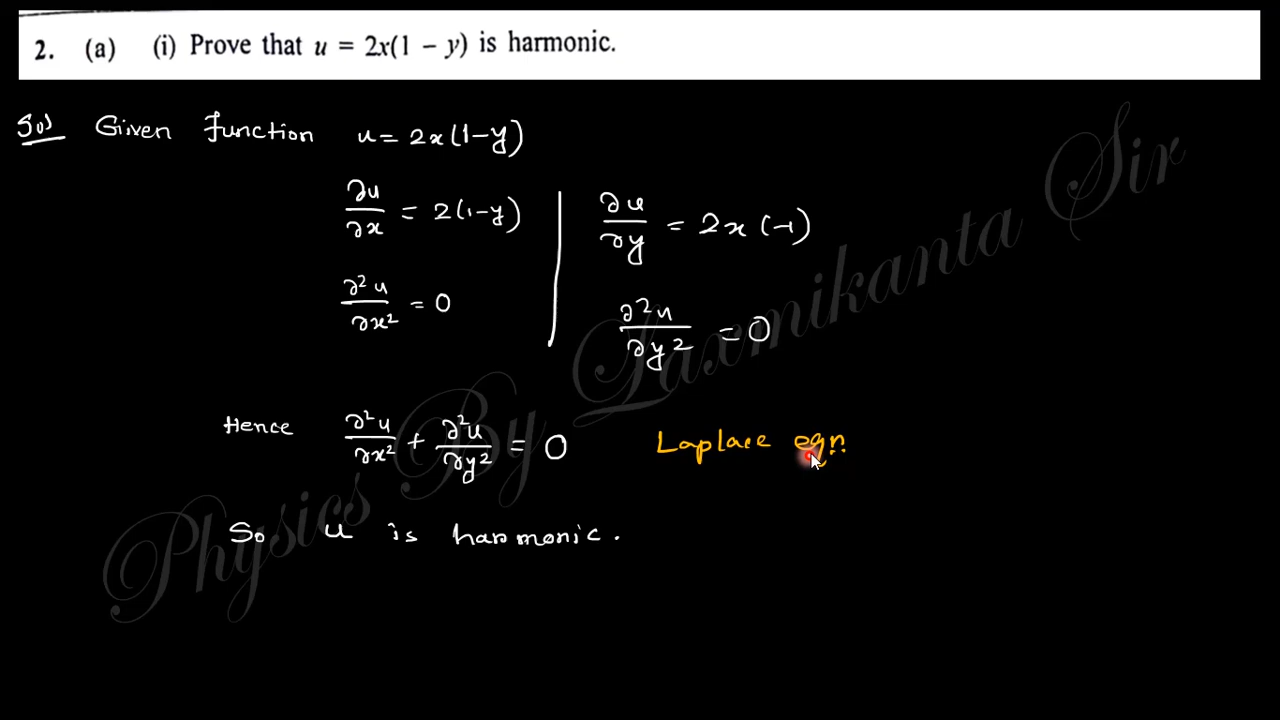 2. (a) (i) Prove that u = 2x(1 − y) is harmonic.
Sol Given function u = 2x(1−y)
∂u/∂x = 2(1−y)
∂²u/∂x² = 0
∂u/∂y = 2x(−1)
∂²u/∂y² = 0
Hence ∂²u/∂x² + ∂²u/∂y² = 0 Laplace eqn.
So u is harmonic.
Physics By Laxmikanta Sir